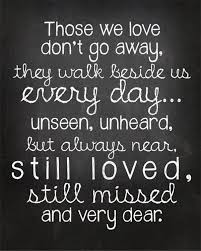 Those we love
don't go away,
they walk beside us
every day...
unseen, unheard,
but always near,
still loved,
still missed
and very dear.